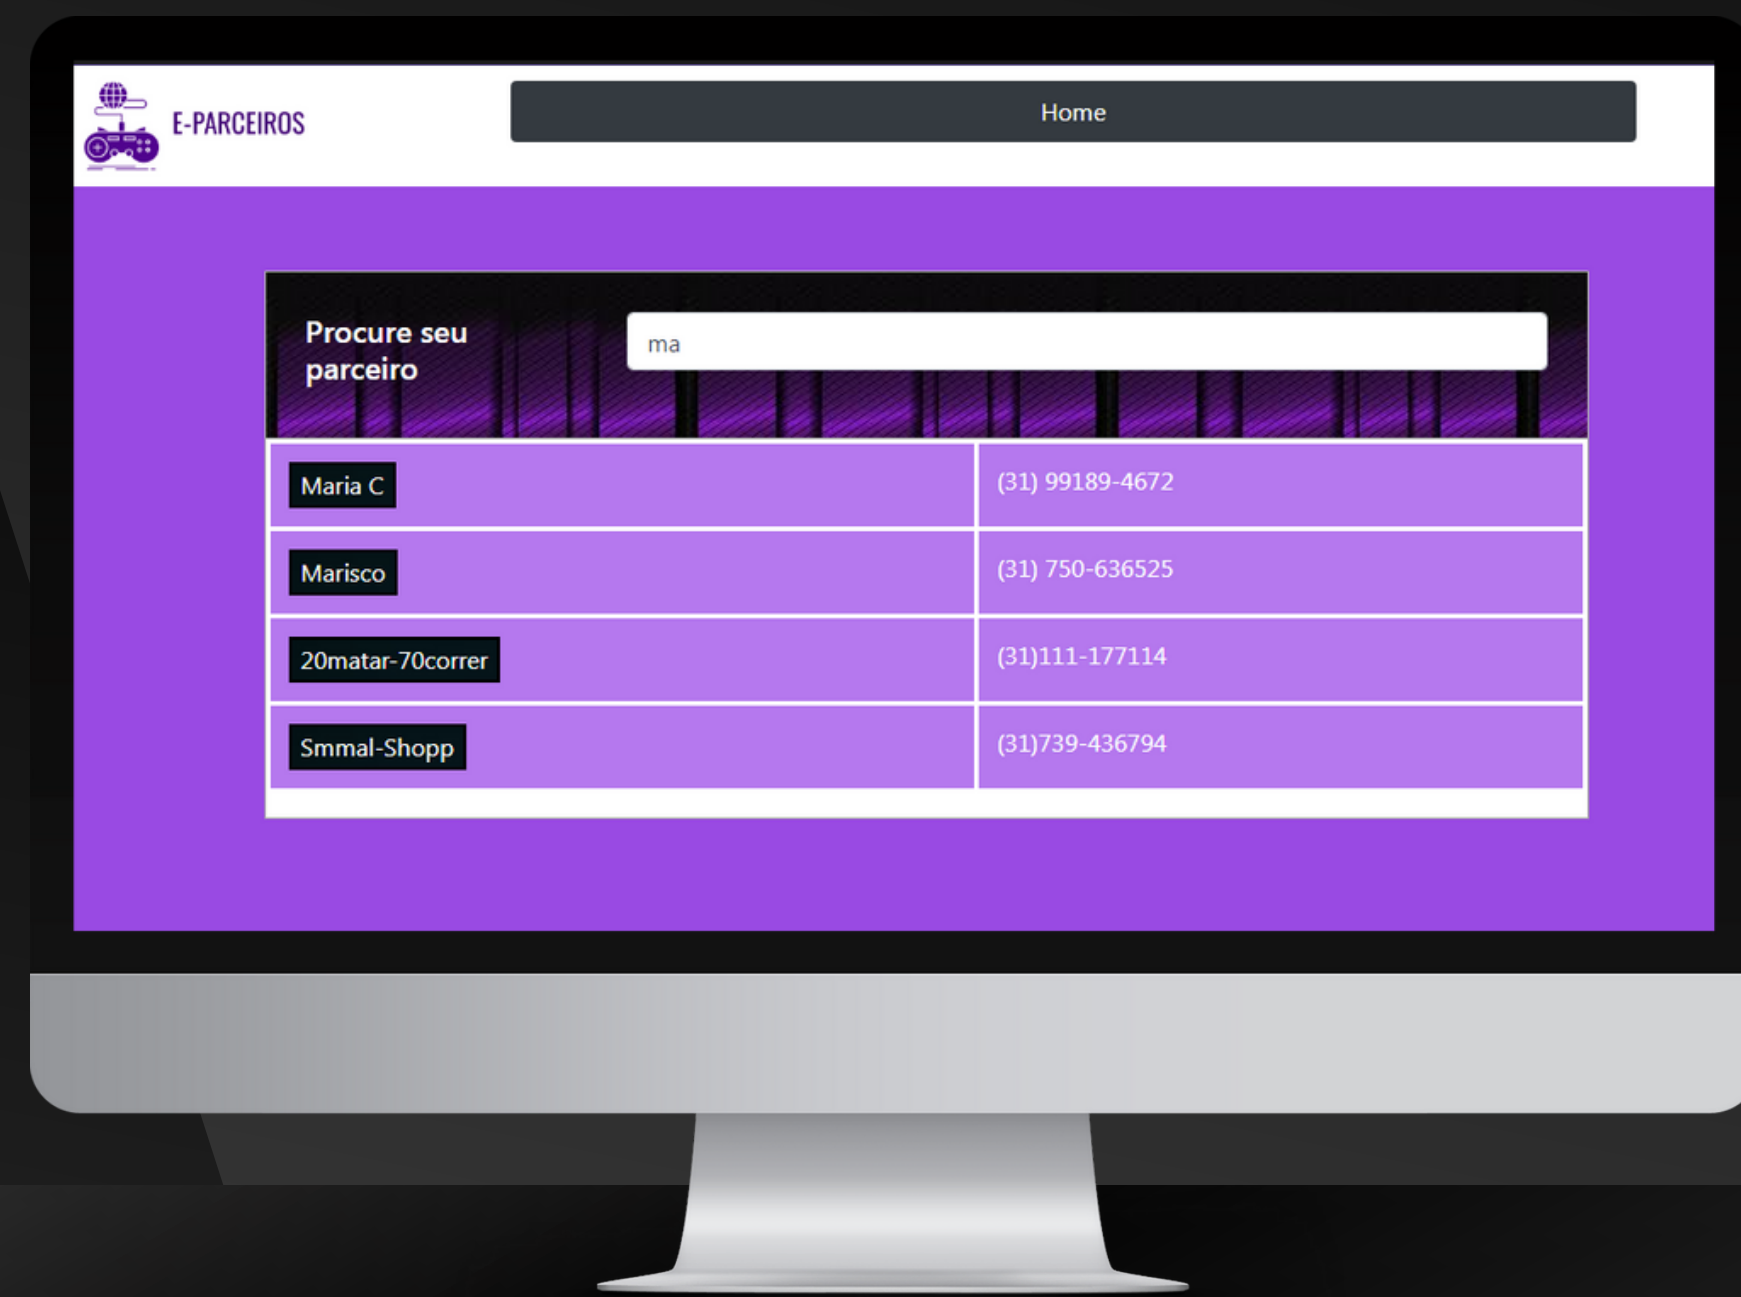 E-PARCEIROS
Home
Procure seu
parceiro
ma
Maria C
(31) 99189-4672
Marisco
(31) 750-636525
20matar-70correr
(31)111-177114
Smmal-Shopp
(31)739-436794